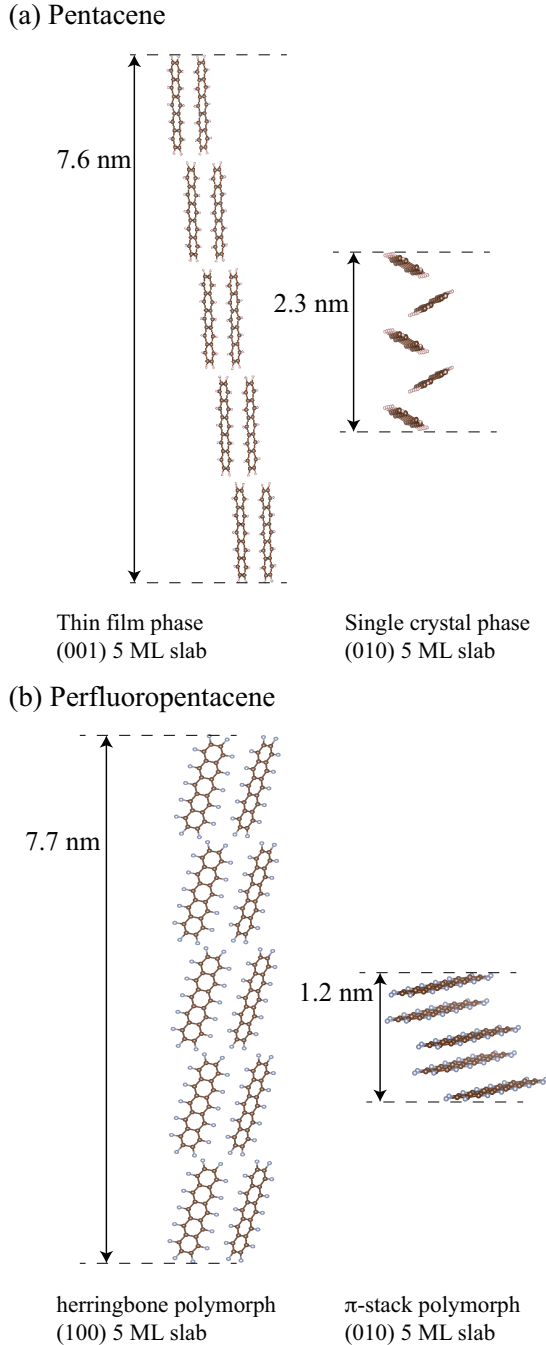 (a) Pentacene
7.6 nm
2.3 nm
Thin film phase
(001) 5 ML slab
Single crystal phase
(010) 5 ML slab
(b) Perfluoropentacene
7.7 nm
1.2 nm
herringbone polymorph
(100) 5 ML slab
π-stack polymorph
(010) 5 ML slab